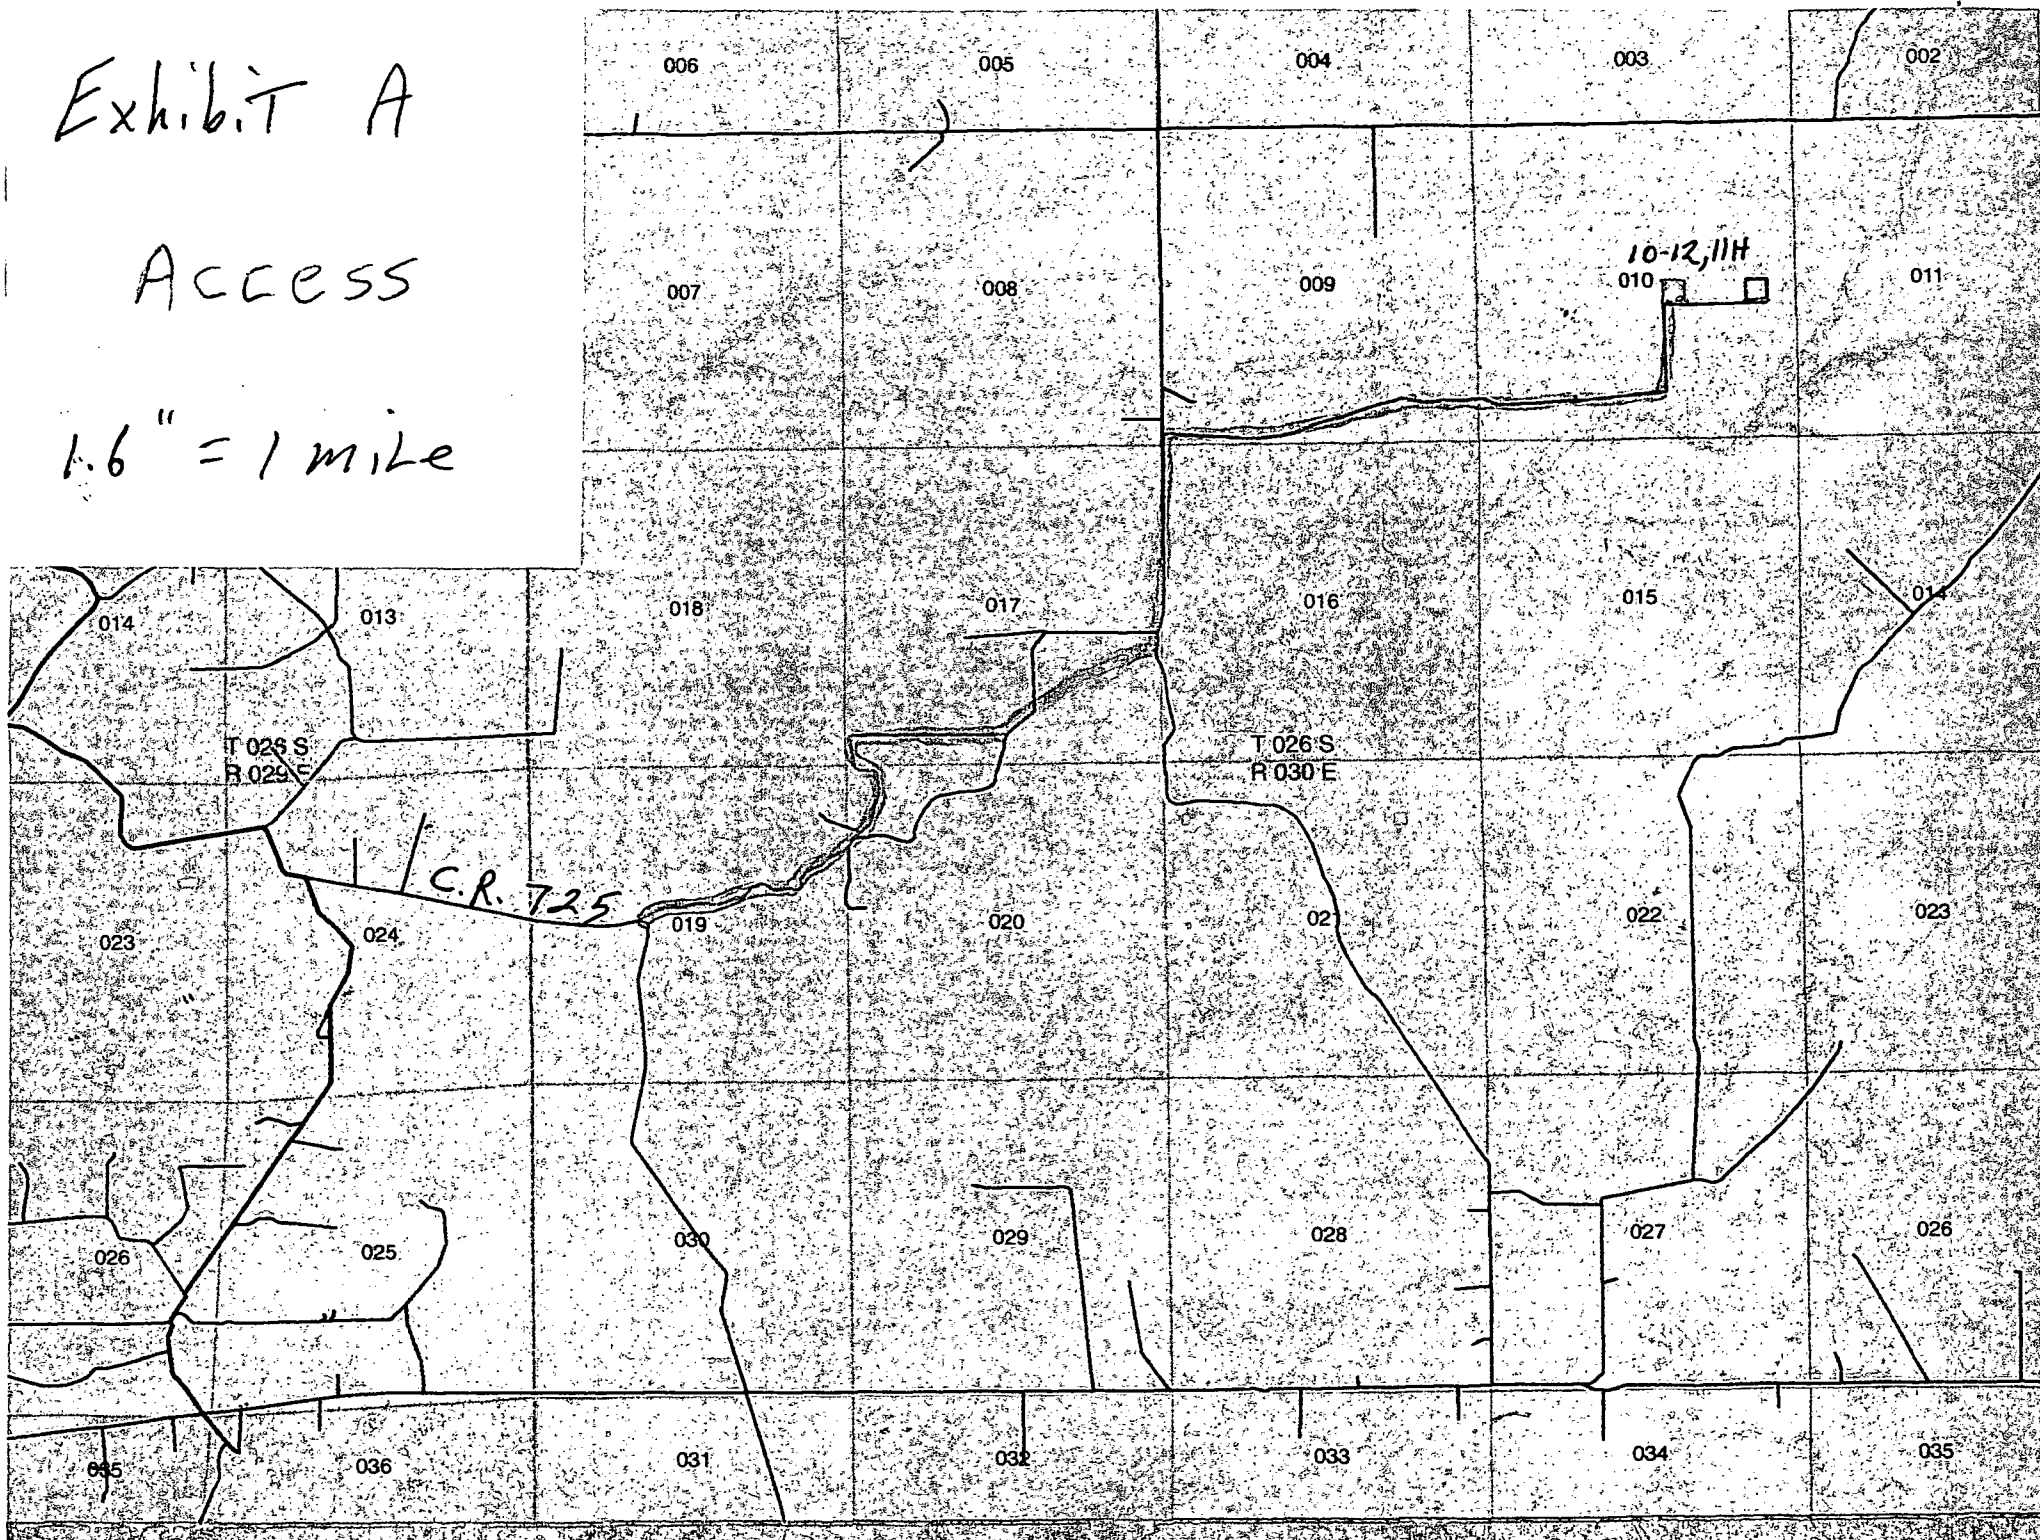 Exhibit A
Access
1.6" = 1 mile
006 005 004 003 002
10-12,11H
007 008 009 010 011
014 013 018 017 016 015 014
T 026 S
R 029 E
T 026 S
R 030 E
C.R. 725
023 024 019 020 02 022 023
026 025 030 029 028 027 026
035 036 031 032 033 034 035